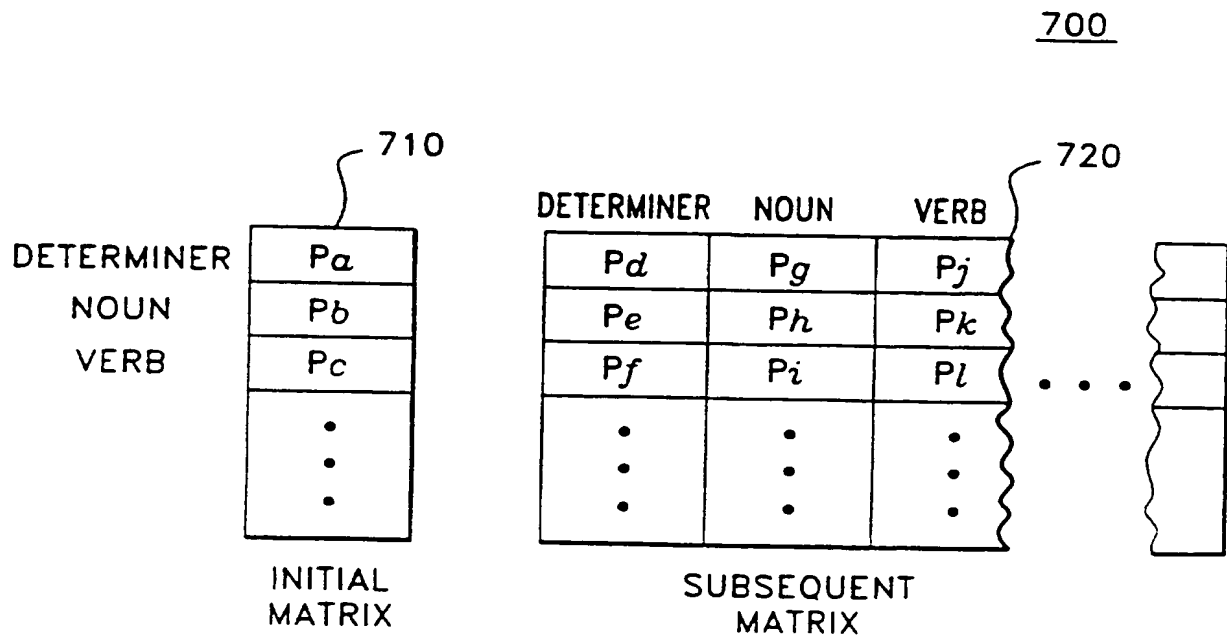 700
710
720
DETERMINER NOUN VERB
DETERMINER Pa Pd Pg Pj
NOUN Pb Pe Ph Pk
VERB Pc Pf Pi Pl
INITIAL
MATRIX
SUBSEQUENT
MATRIX